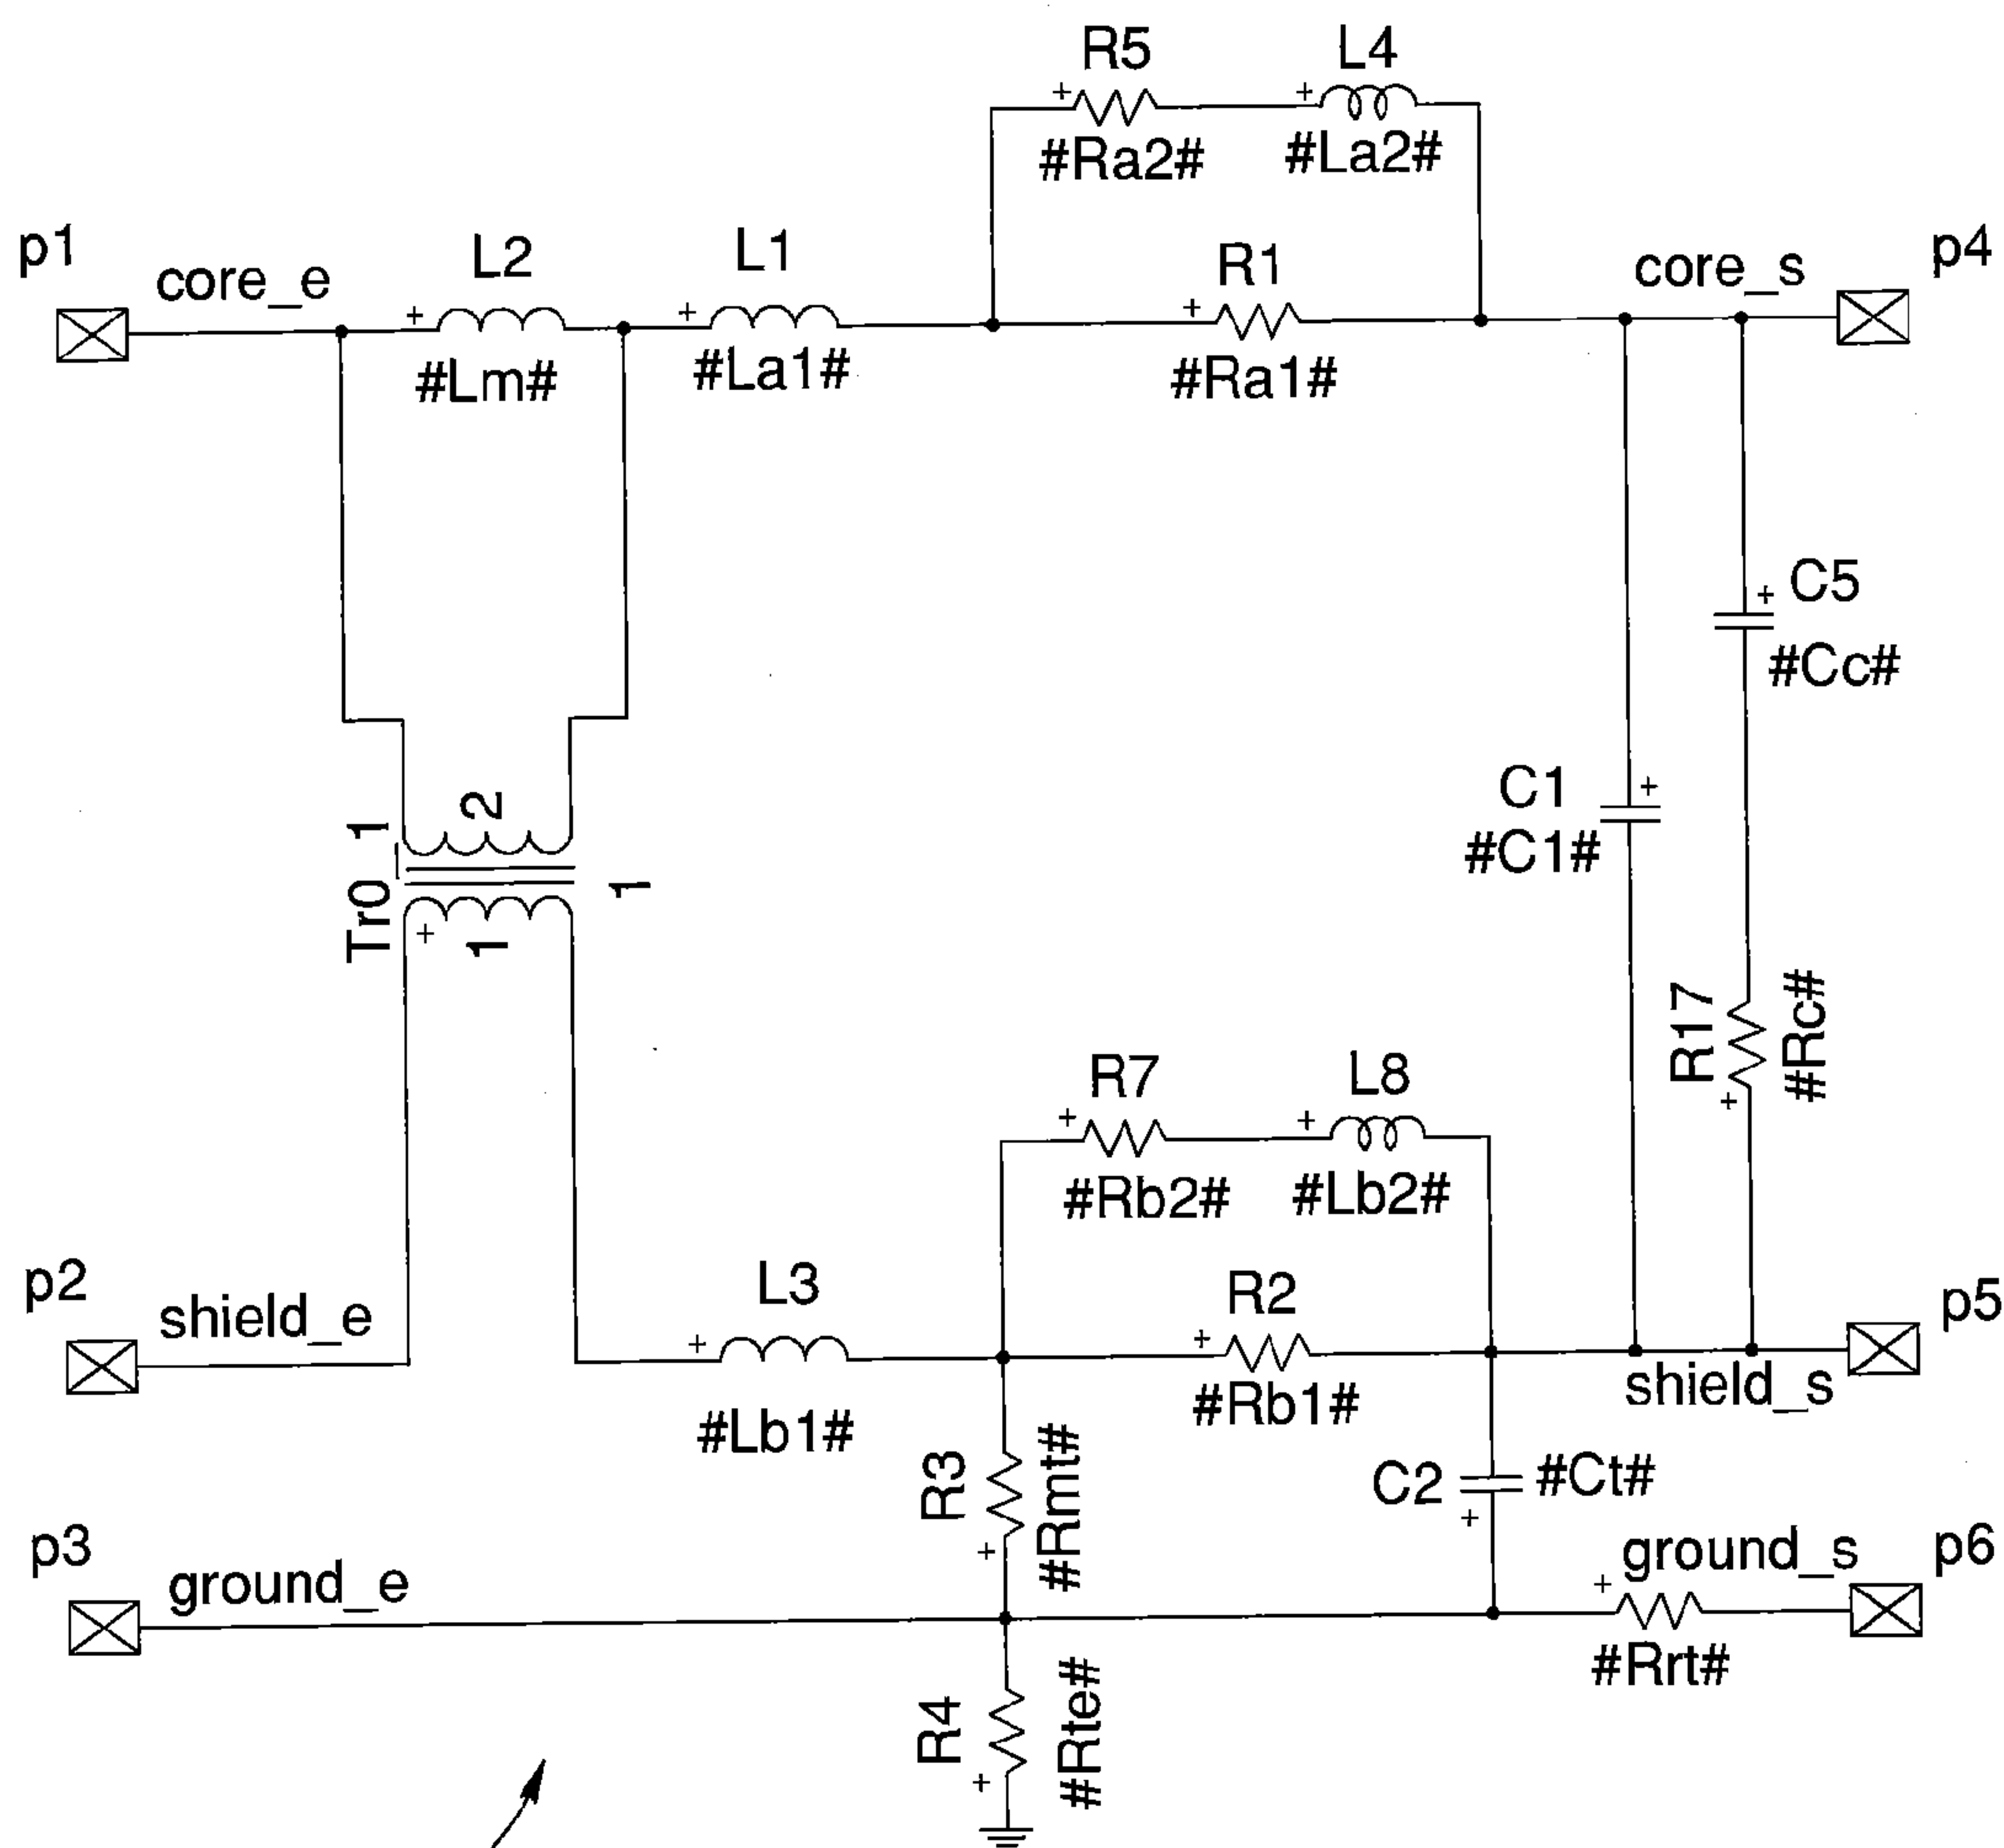 R5
L4
#Ra2#
#La2#
p1
core_e
L2
L1
R1
core_s
p4
#Lm#
#La1#
#Ra1#
C5
#Cc#
C1
#C1#
Tr0_1
2
1
1
R17
#Rc#
R7
L8
#Rb2#
#Lb2#
p2
shield_e
L3
R2
p5
#Lb1#
#Rb1#
shield_s
R3
#Rmt#
C2
#Ct#
p3
ground_e
ground_s
p6
#Rrt#
R4
#Rte#